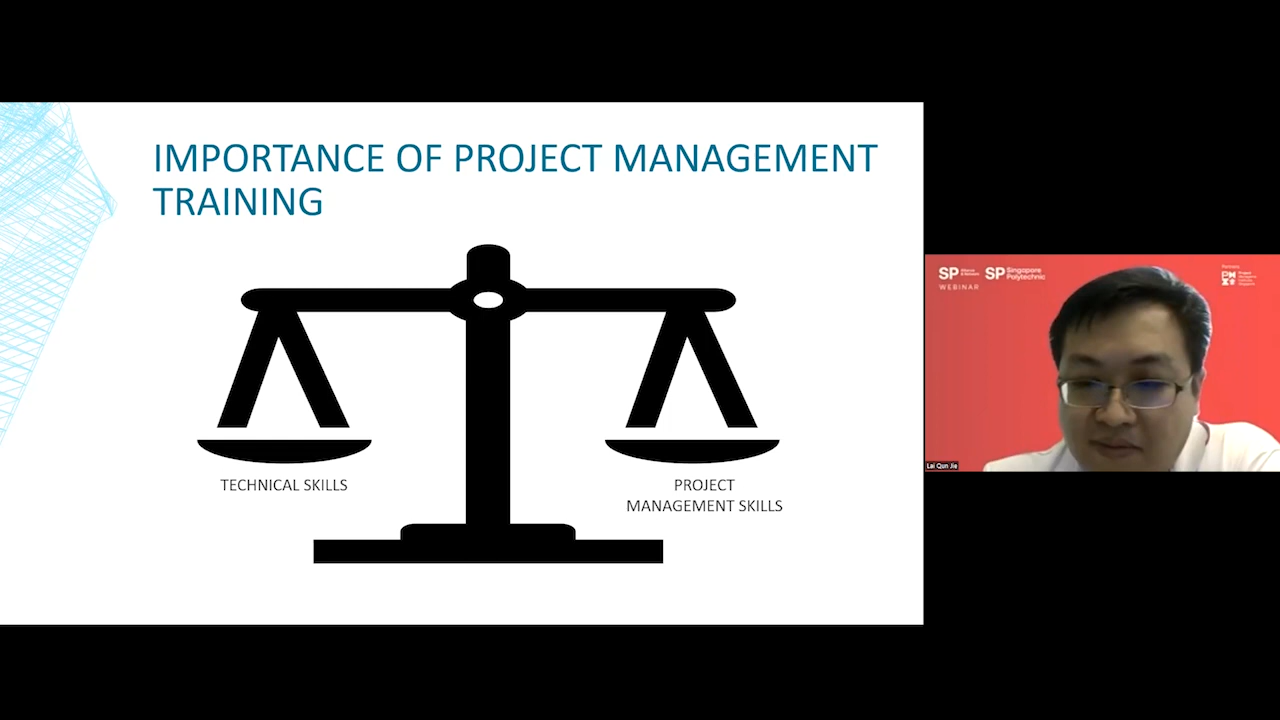 IMPORTANCE OF PROJECT MANAGEMENT
TRAINING
TECHNICAL SKILLS
PROJECT
MANAGEMENT SKILLS
SP
SP Singapore
Polytechnic
WEBINAR
Lai Qun Jie